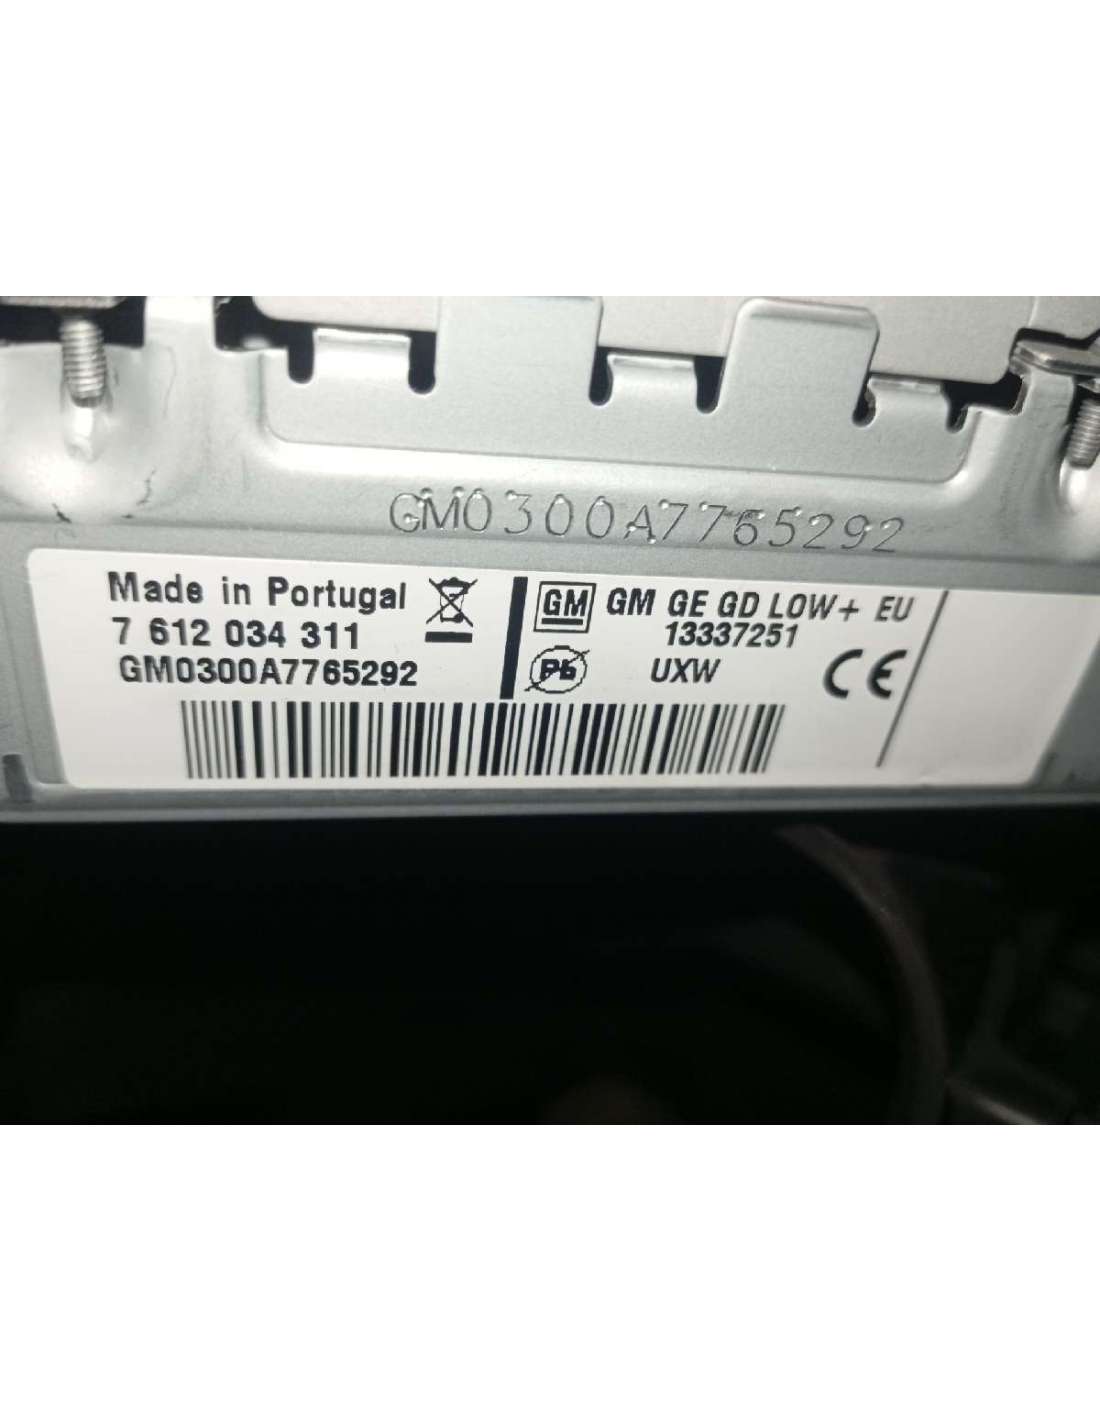 GM0300A7765292
Made in Portugal
7 612 034 311
GM0300A7765292
GM GM GE GD LOW+ EU
13337251
Pb UXW CE